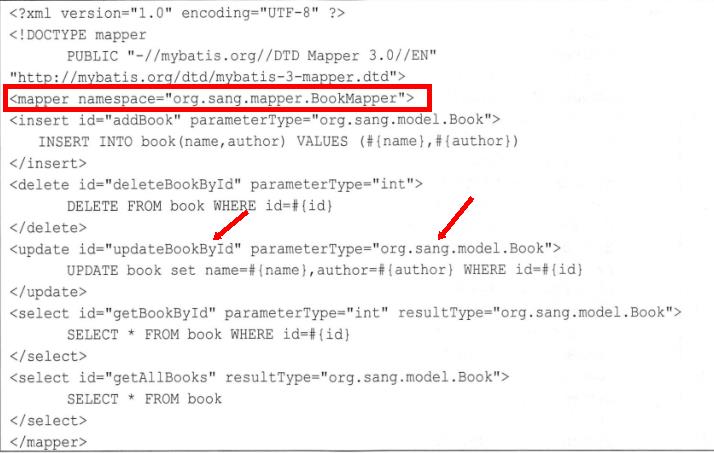 <?xml version="1.0" encoding="UTF-8" ?>
<!DOCTYPE mapper
PUBLIC "-//mybatis.org//DTD Mapper 3.0//EN"
"http://mybatis.org/dtd/mybatis-3-mapper.dtd">
<mapper namespace="org.sang.mapper.BookMapper">
<insert id="addBook" parameterType="org.sang.model.Book">
INSERT INTO book(name,author) VALUES (#{name},#{author})
</insert>
<delete id="deleteBookById" parameterType="int">
DELETE FROM book WHERE id=#{id}
</delete>
<update id="updateBookById" parameterType="org.sang.model.Book">
UPDATE book set name=#{name},author=#{author} WHERE id=#{id}
</update>
<select id="getBookById" parameterType="int" resultType="org.sang.model.Book">
SELECT * FROM book WHERE id=#{id}
</select>
<select id="getAllBooks" resultType="org.sang.model.Book">
SELECT * FROM book
</select>
</mapper>